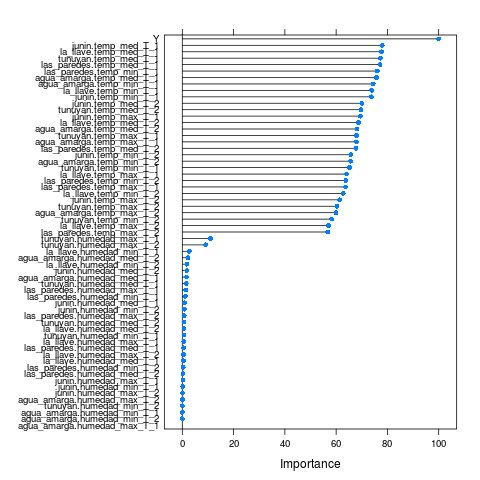 Y
junin.temp_med_T_1
la_llave.temp_med_T_1
tunuyan.temp_med_T_1
las_paredes.temp_med_T_1
las_paredes.temp_min_T_1
agua_amarga.temp_med_T_1
agua_amarga.temp_min_T_1
la_llave.temp_min_T_1
junin.temp_min_T_1
junin.temp_med_T_2
tunuyan.temp_med_T_2
junin.temp_max_T_1
la_llave.temp_med_T_2
agua_amarga.temp_med_T_2
tunuyan.temp_max_T_1
agua_amarga.temp_max_T_1
las_paredes.temp_med_T_2
junin.temp_min_T_2
agua_amarga.temp_min_T_2
tunuyan.temp_min_T_1
la_llave.temp_max_T_1
las_paredes.temp_min_T_2
las_paredes.temp_max_T_1
la_llave.temp_min_T_2
junin.temp_max_T_2
tunuyan.temp_max_T_2
agua_amarga.temp_max_T_2
tunuyan.temp_min_T_2
la_llave.temp_max_T_2
las_paredes.temp_max_T_2
tunuyan.humedad_max_T_1
tunuyan.humedad_max_T_2
la_llave.humedad_min_T_1
agua_amarga.humedad_med_T_2
la_llave.humedad_min_T_2
junin.humedad_med_T_2
agua_amarga.humedad_med_T_1
tunuyan.humedad_med_T_1
las_paredes.humedad_max_T_1
las_paredes.humedad_min_T_1
junin.humedad_med_T_1
junin.humedad_min_T_2
las_paredes.humedad_max_T_2
tunuyan.humedad_med_T_2
la_llave.humedad_med_T_2
tunuyan.humedad_min_T_1
la_llave.humedad_max_T_1
las_paredes.humedad_med_T_1
la_llave.humedad_max_T_2
la_llave.humedad_med_T_1
las_paredes.humedad_min_T_2
las_paredes.humedad_med_T_2
junin.humedad_max_T_1
junin.humedad_min_T_1
junin.humedad_max_T_2
agua_amarga.humedad_max_T_2
tunuyan.humedad_min_T_2
agua_amarga.humedad_min_T_1
agua_amarga.humedad_min_T_2
agua_amarga.humedad_max_T_1
0 20 40 60 80 100
Importance